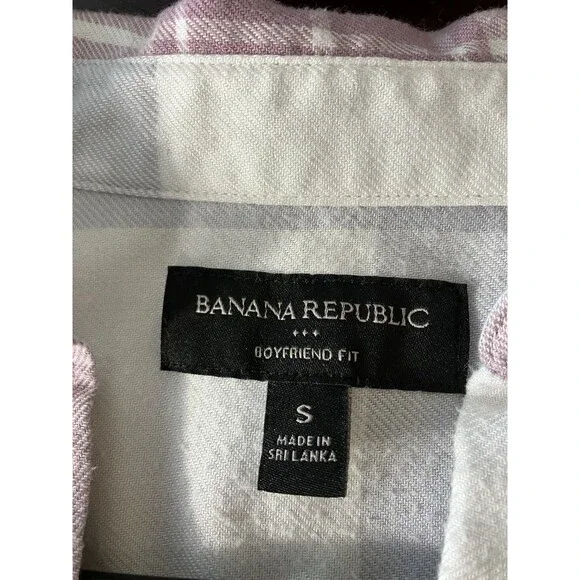 BANANA REPUBLIC
BOYFRIEND FIT
S
MADE IN
SRI LANKA